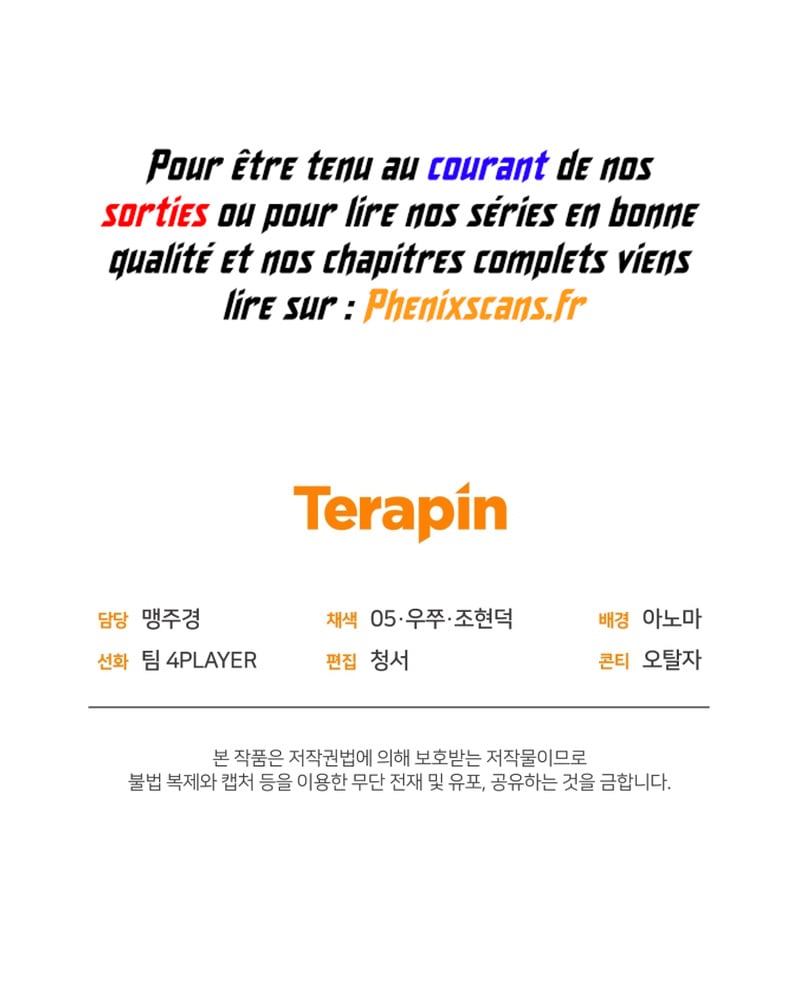 Pour être tenu au courant de nos
sorties ou pour lire nos séries en bonne
qualité et nos chapitres complets viens
lire sur : Phenixscans.fr
Terapin
담당 맹주경 채색 05·우쭈·조현덕 배경 아노마
선화 팀 4PLAYER 편집 청서 콘티 오탈자
본 작품은 저작권법에 의해 보호받는 저작물이므로
불법 복제와 캡처 등을 이용한 무단 전재 및 유포, 공유하는 것을 금합니다.